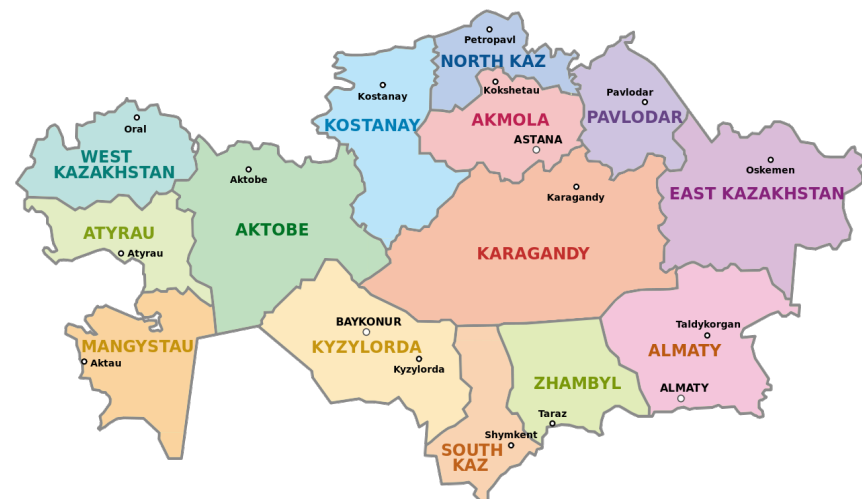 Petropavl
NORTH KAZ
Kostanay
Kokshetau
Pavlodar
KOSTANAY
AKMOLA
PAVLODAR
Oral
ASTANA
WEST
KAZAKHSTAN
Aktobe
Oskemen
Karagandy
EAST KAZAKHSTAN
ATYRAU
AKTOBE
Atyrau
KARAGANDY
BAYKONUR
Taldykorgan
MANGYSTAU
KYZYLORDA
ALMATY
Aktau
Kyzylorda
ZHAMBYL
ALMATY
Taraz
Shymkent
SOUTH
KAZ